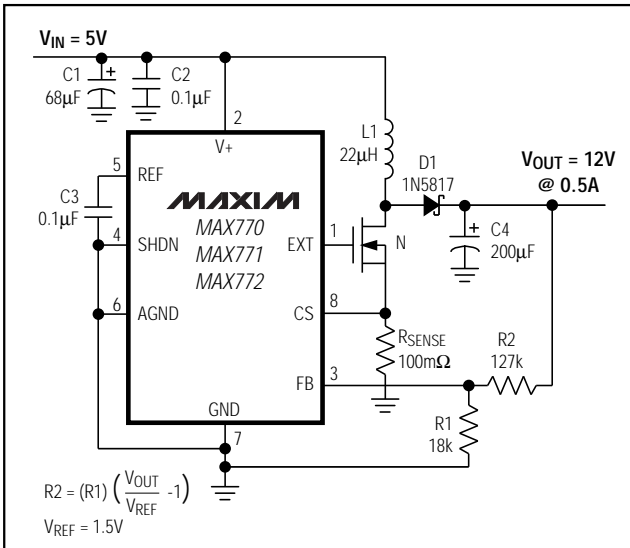 VIN = 5V
C1
68µF
+
C2
0.1µF
2
V+
L1
22µH
D1
1N5817
VOUT = 12V
@ 0.5A
5
REF
C3
0.1µF
MAXIM
MAX770
MAX771
MAX772
4
SHDN
EXT
1
N
+
C4
200µF
6
AGND
CS
8
RSENSE
100mΩ
R2
127k
FB
3
GND
7
R1
18k
R2 = (R1) (VOUT/VREF -1)
VREF = 1.5V